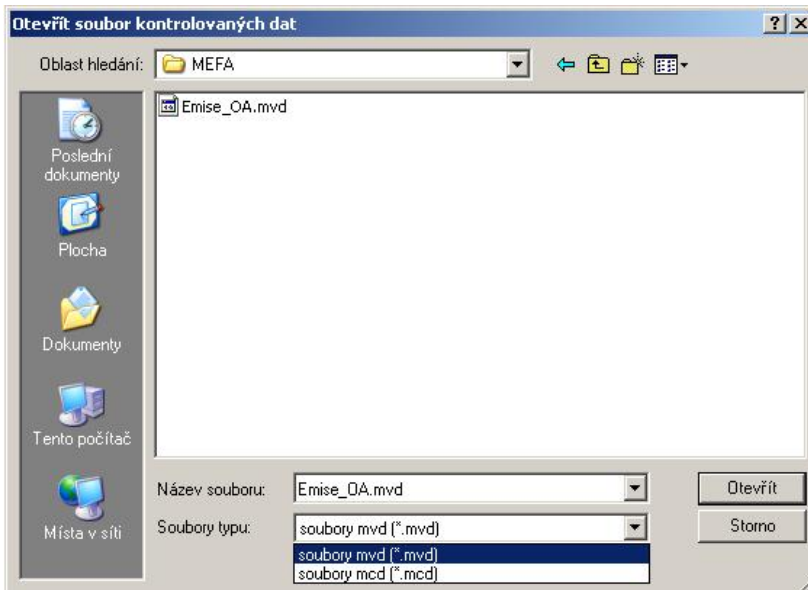 Otevřít soubor kontrolovaných dat
Oblast hledání: MEFA
Emise_OA.mvd
Poslední
dokumenty
Plocha
Dokumenty
Tento počítač
Místa v síti
Název souboru: Emise_OA.mvd Otevřít
Soubory typu: soubory mvd (*.mvd) Storno
soubory mvd (*.mvd)
soubory mcd (*.mcd)